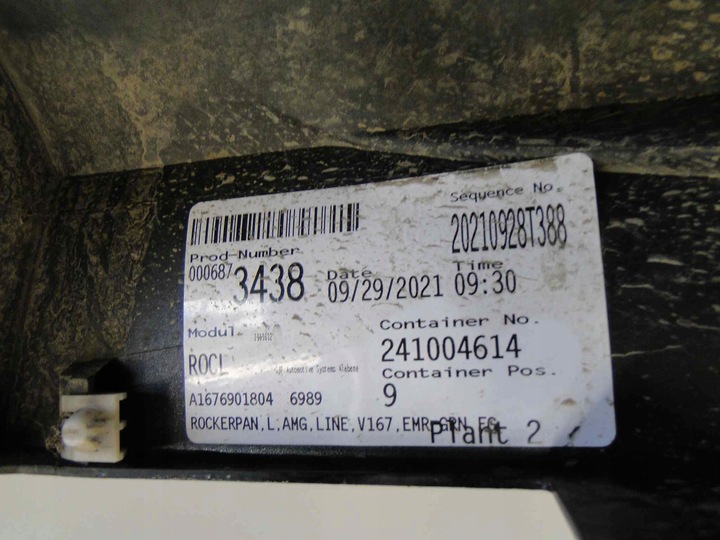 Sequence No.
20210928T388
Prod-Number
000687 3438
Date Time
09/29/2021 09:30
Modul
Container No.
ROCL
241004614
Automotive Systems
Container Pos.
A1676901804 6989
9
ROCKERPAN,L,AMG,LINE,V167,EMR,GRN,EG
Plant 2